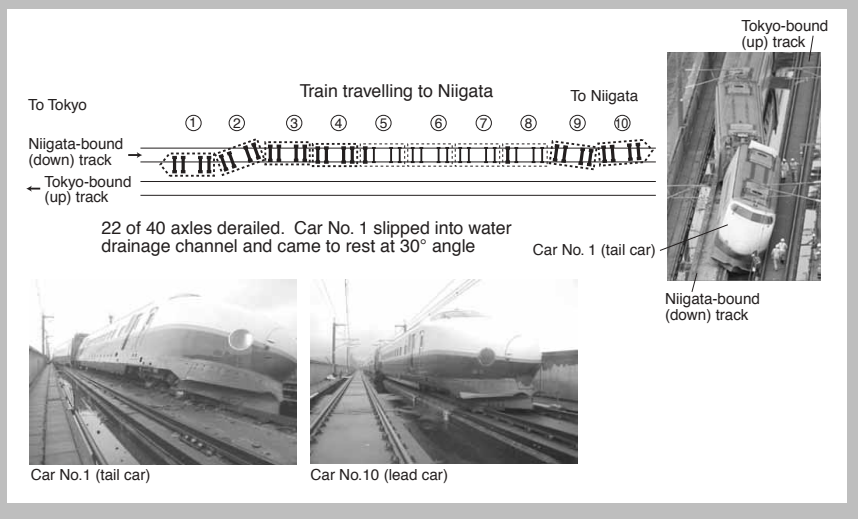 Tokyo-bound
(up) track
Train travelling to Niigata
To Tokyo
To Niigata
① ② ③ ④ ⑤ ⑥ ⑦ ⑧ ⑨ ⑩
Niigata-bound
(down) track
Tokyo-bound
(up) track
22 of 40 axles derailed. Car No. 1 slipped into water
drainage channel and came to rest at 30° angle
Car No. 1 (tail car)
Niigata-bound
(down) track
Car No.1 (tail car)
Car No.10 (lead car)